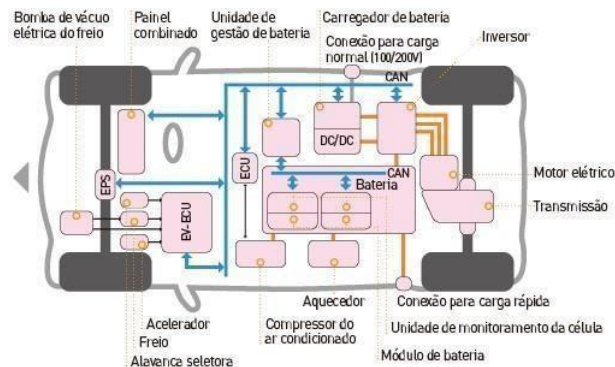 Bomba de vácuo
elétrica do freio
Painel
combinado
Unidade de
gestão de bateria
Carregador de bateria
Conexão para carga
normal (100/200V)
Inversor
CAN
DC/DC
ECU
CAN
Bateria
EPS
EV-ECU
Motor elétrico
Transmissão
Acelerador
Freio
Alavanca seletora
Compressor do
ar condicionado
Aquecedor
Conexão para carga rápida
Unidade de monitoramento da célula
Módulo de bateria